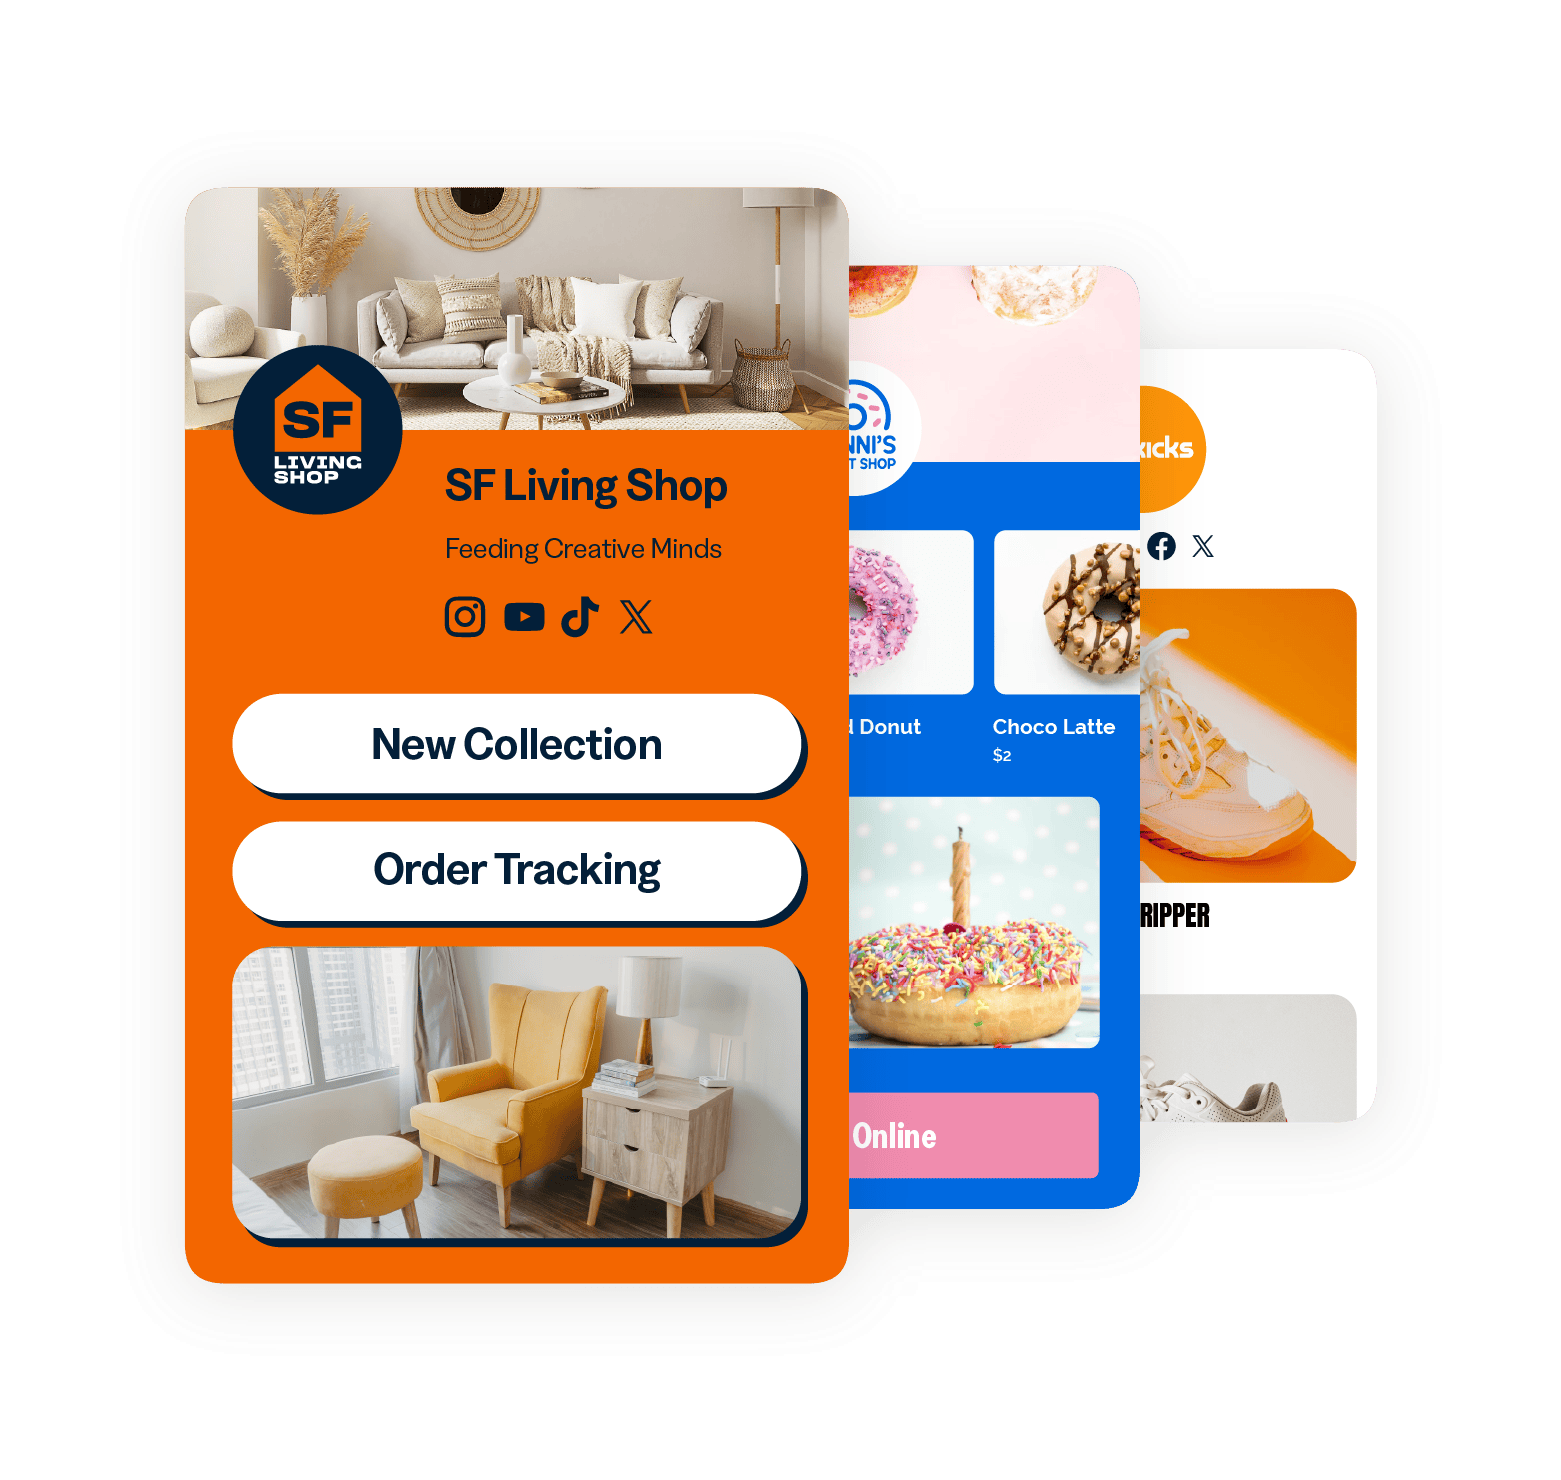 SF
LIVING
SHOP
SF Living Shop
Feeding Creative Minds
New Collection
Order Tracking
NNI'S
T SHOP
d Donut
Choco Latte
$2
Online
kicks
RIPPER